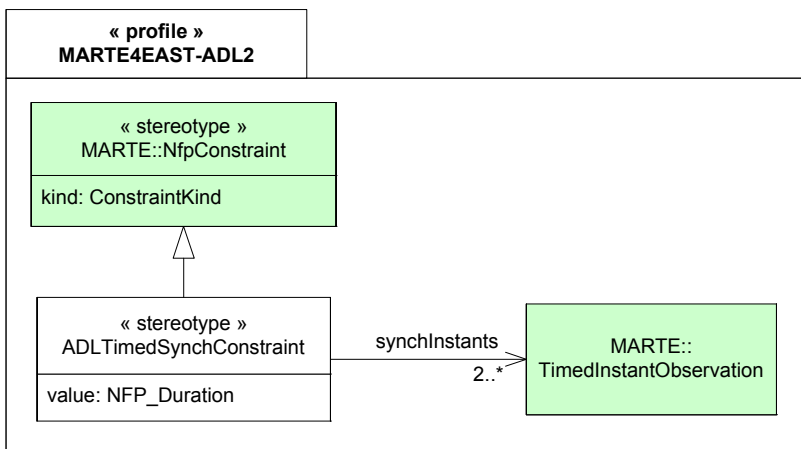 « profile »
MARTE4EAST-ADL2
« stereotype »
MARTE::NfpConstraint
kind: ConstraintKind
« stereotype »
ADLTimedSynchConstraint
value: NFP_Duration
synchInstants
2..*
MARTE::
TimedInstantObservation